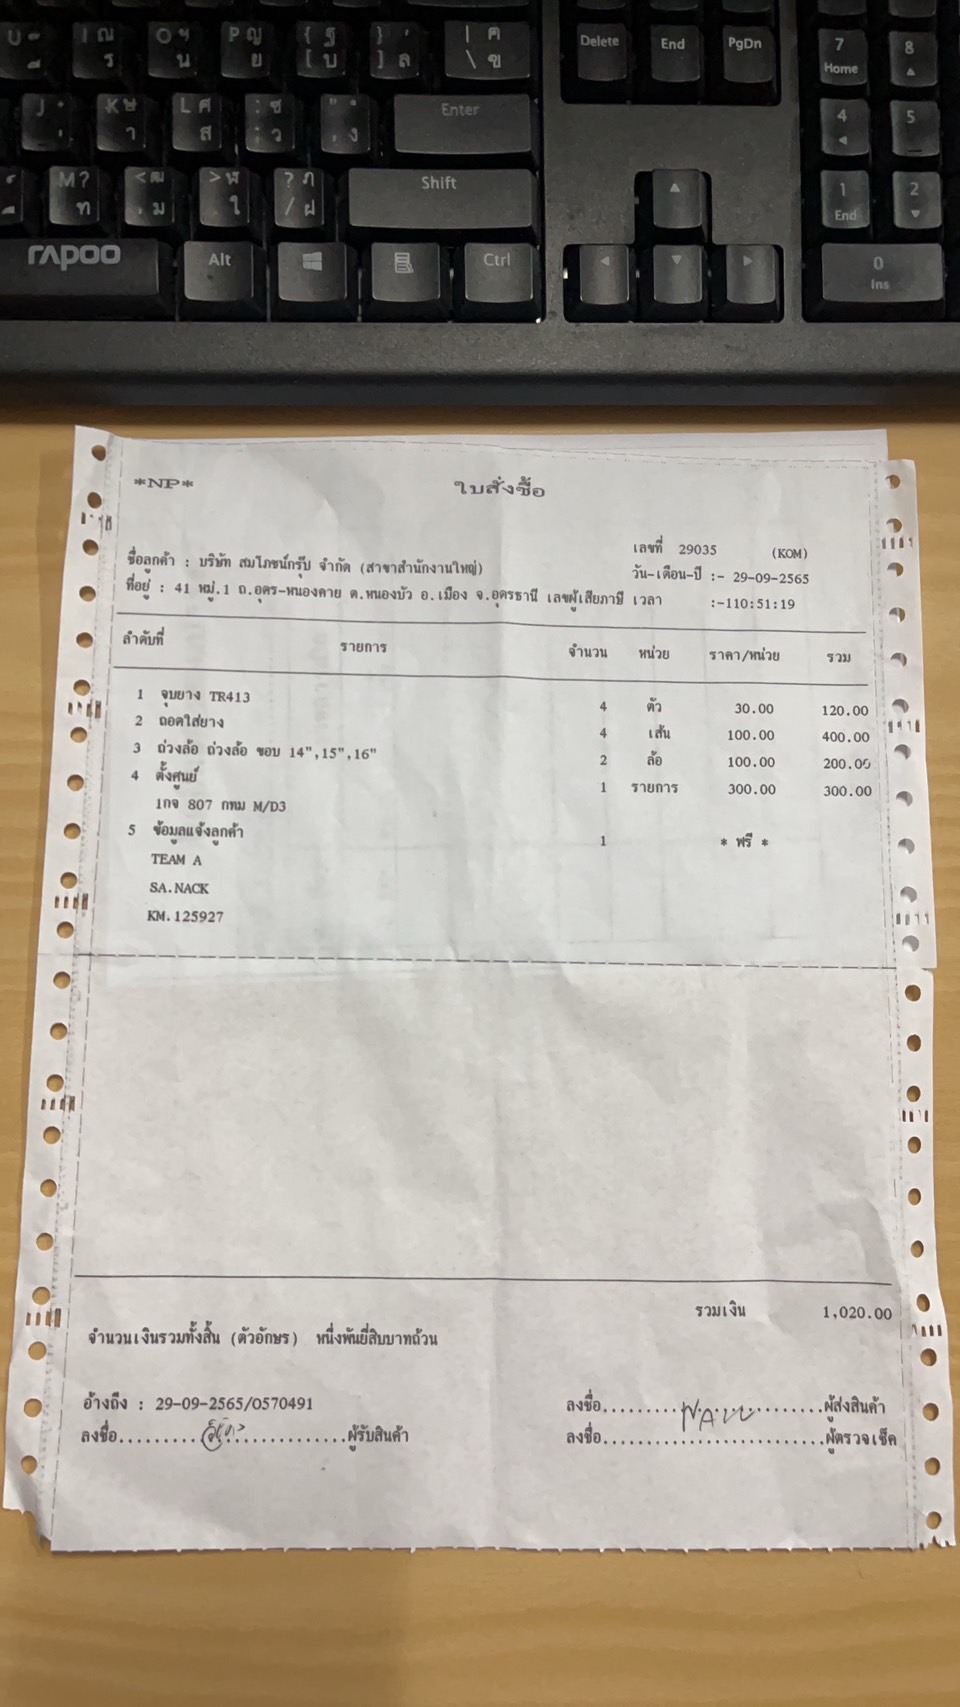 Delete End PgDn 7 Home 8
Enter 4 5
Shift 1 End 2
rapoo Alt Ctrl 0 Ins
*NP* ใบสั่งซื้อ
เลขที่ 29035 (KOM)
ชื่อลูกค้า : บริษัท สมโภชน์กรุ๊ป จำกัด (สาขาสำนักงานใหญ่) วัน-เดือน-ปี :- 29-09-2565
ที่อยู่ : 41 หมู่.1 ถ.อุดร-หนองคาย ต.หนองบัว อ.เมือง จ.อุดรธานี เลขผู้เสียภาษี เวลา :-110:51:19
ลำดับที่ รายการ จำนวน หน่วย ราคา/หน่วย รวม
1 จุบยาง TR413 4 ตัว 30.00 120.00
2 ถอดใส่ยาง 4 เส้น 100.00 400.00
3 ถ่วงล้อ ถ่วงล้อ ขอบ 14",15",16" 2 ล้อ 100.00 200.00
4 ตั้งศูนย์ 1 รายการ 300.00 300.00
1กจ 807 กทม M/D3
5 ข้อมูลแจ้งลูกค้า 1 * ฟรี *
TEAM A
SA.NACK
KM.125927
รวมเงิน 1,020.00
จำนวนเงินรวมทั้งสิ้น (ตัวอักษร) หนึ่งพันยี่สิบบาทถ้วน
อ้างถึง : 29-09-2565/0570491 ลงชื่อ..............................ผู้ส่งสินค้า
ลงชื่อ..............................ผู้รับสินค้า ลงชื่อ..............................ผู้ตรวจเช็ค